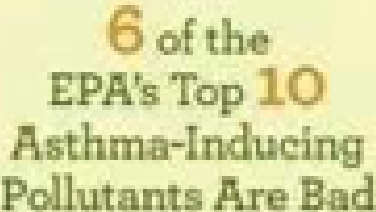 6 of the
EPA's Top 10
Asthma-Inducing
Pollutants Are Bad